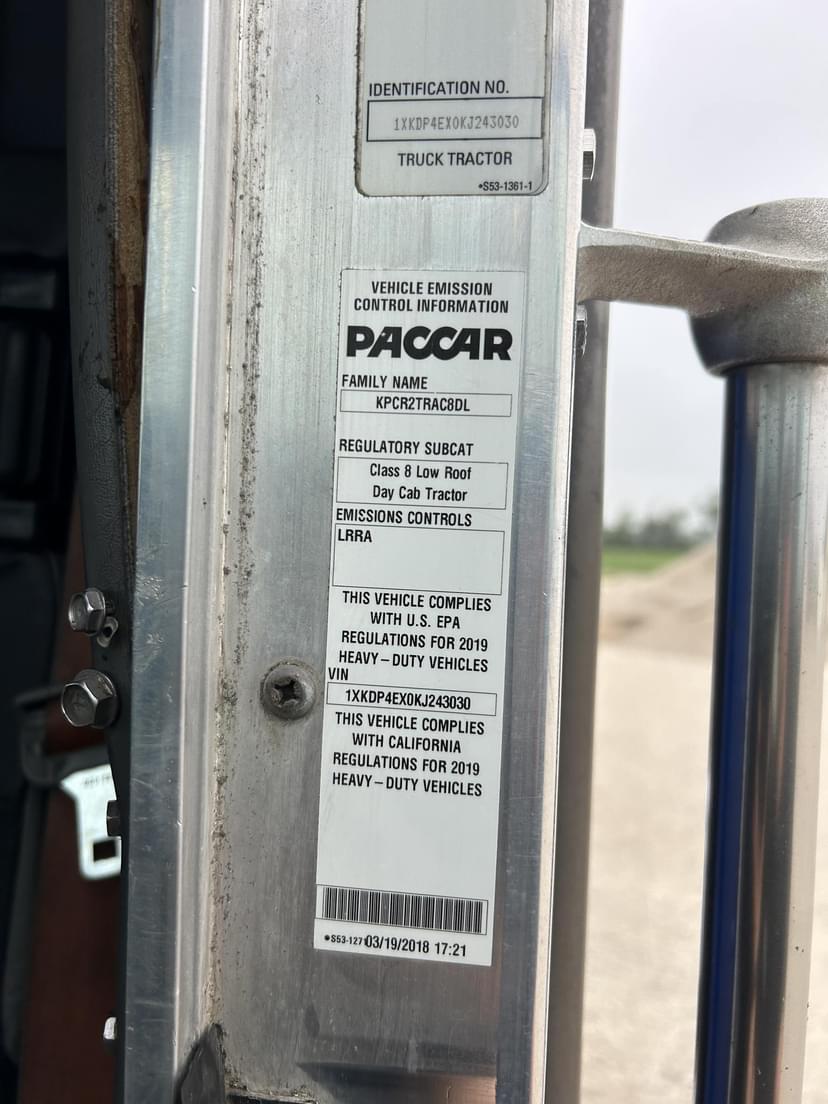 IDENTIFICATION NO.
1XKDP4EX0KJ243030
TRUCK TRACTOR
•S53-1361-1
VEHICLE EMISSION
CONTROL INFORMATION
PACCAR
FAMILY NAME
KPCR2TRAC8DL
REGULATORY SUBCAT
Class 8 Low Roof
Day Cab Tractor
EMISSIONS CONTROLS
LRRA
THIS VEHICLE COMPLIES
WITH U.S. EPA
REGULATIONS FOR 2019
HEAVY–DUTY VEHICLES
VIN
1XKDP4EX0KJ243030
THIS VEHICLE COMPLIES
WITH CALIFORNIA
REGULATIONS FOR 2019
HEAVY–DUTY VEHICLES
03/19/2018 17:21